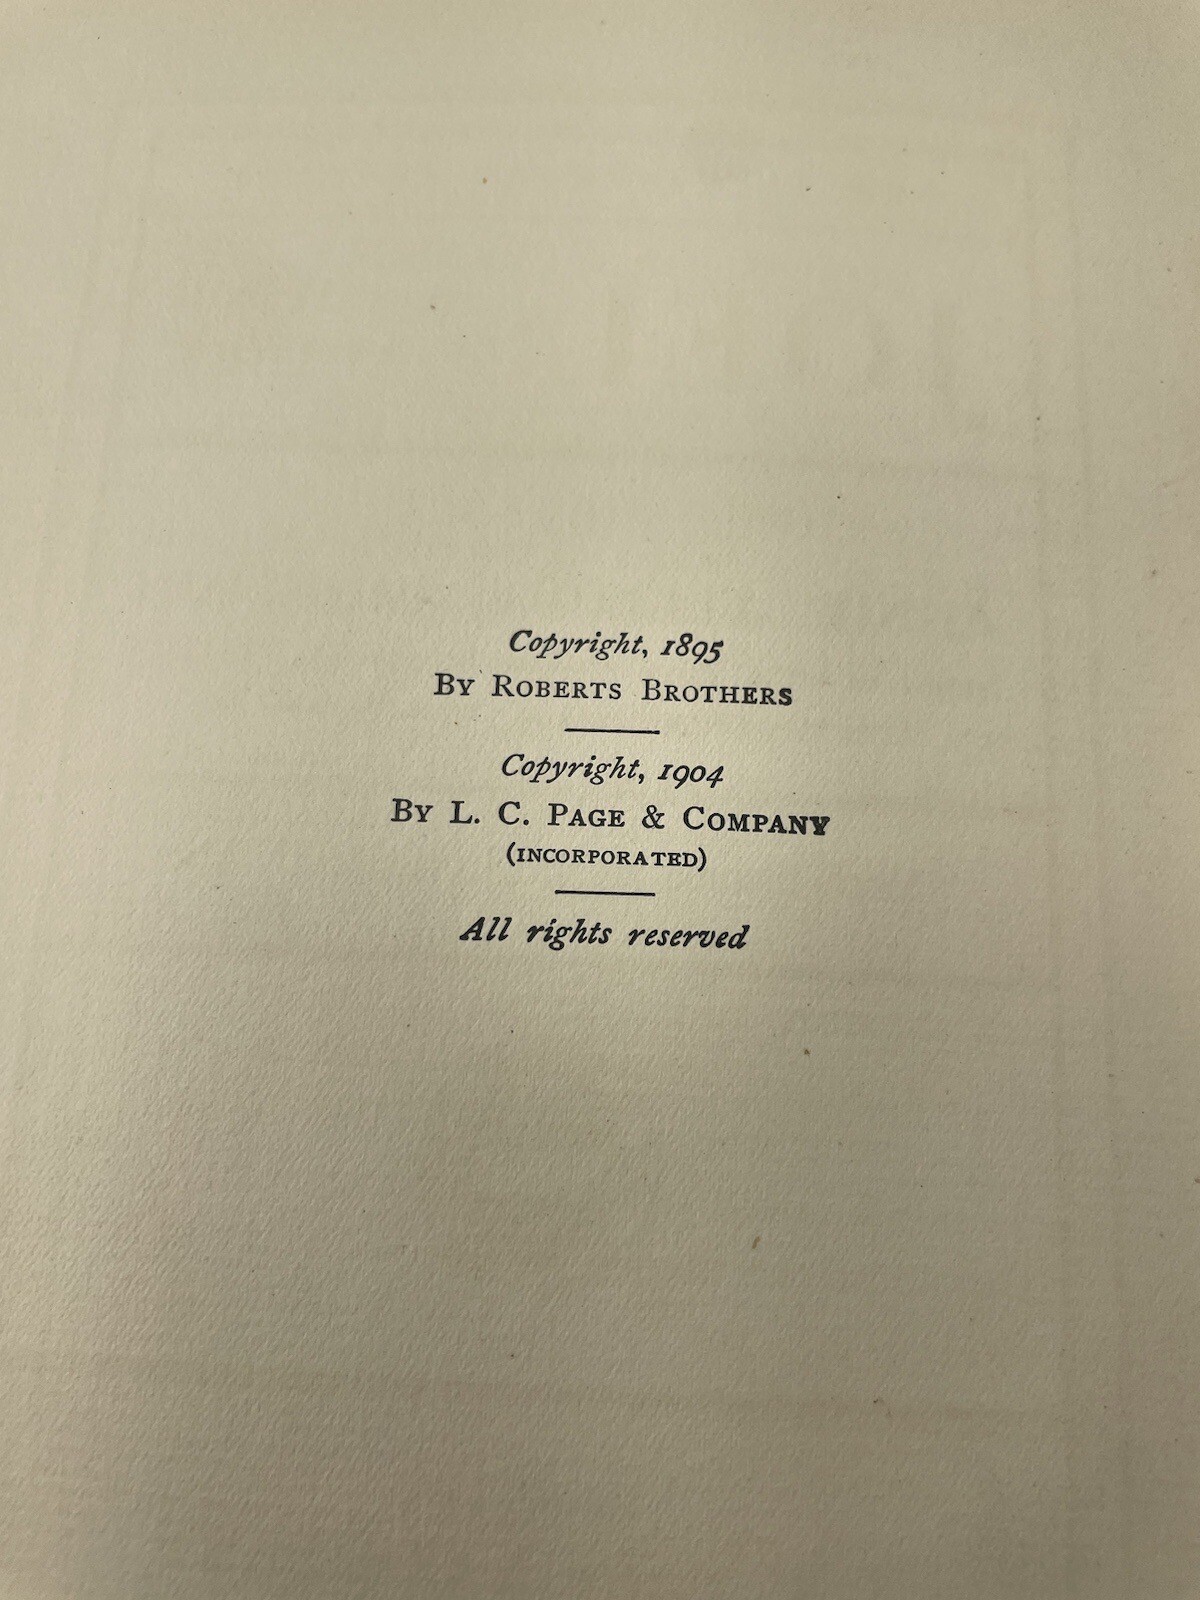 Copyright, 1895
By Roberts Brothers
Copyright, 1904
By L. C. Page & Company
(INCORPORATED)
All rights reserved